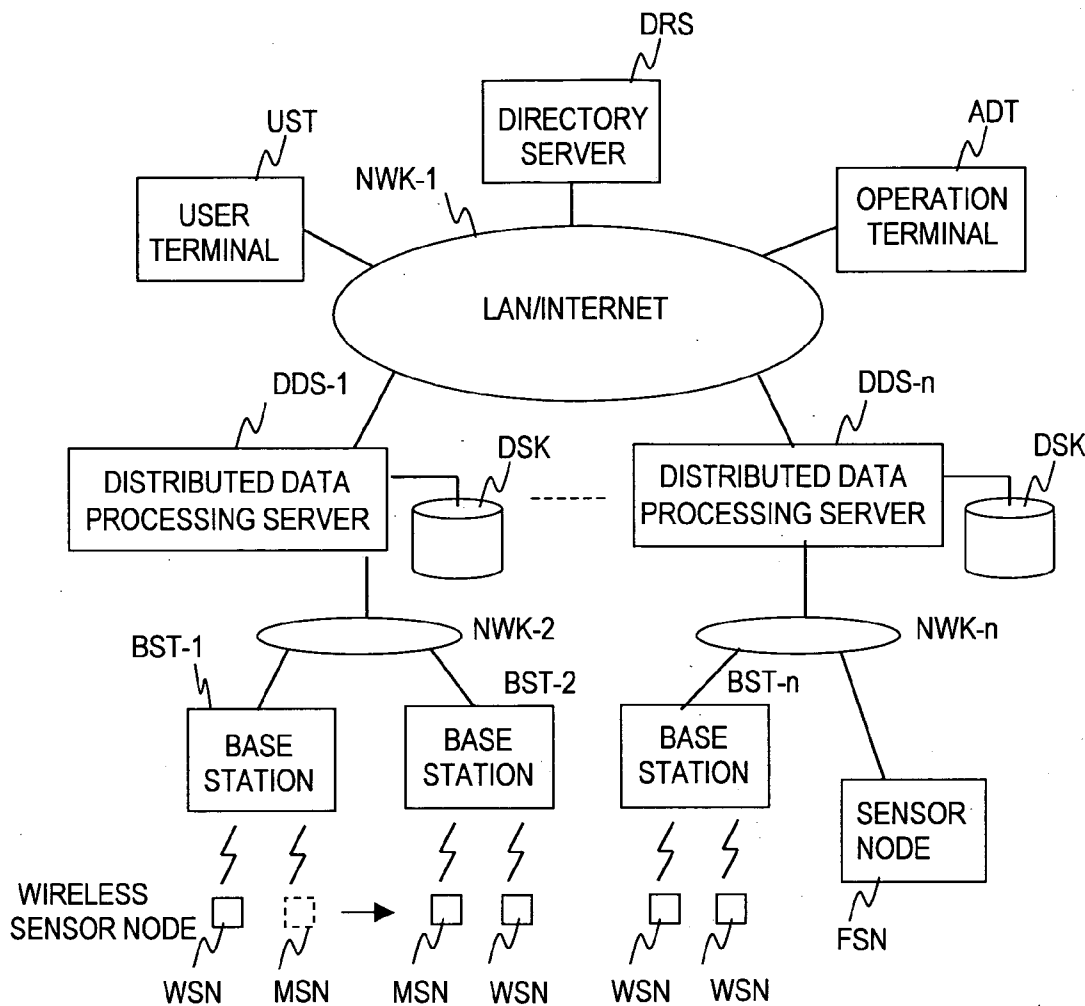 DRS
DIRECTORY
SERVER
UST
ADT
NWK-1
USER
TERMINAL
OPERATION
TERMINAL
LAN/INTERNET
DDS-1
DDS-n
DSK
DSK
DISTRIBUTED DATA
PROCESSING SERVER
DISTRIBUTED DATA
PROCESSING SERVER
NWK-2
NWK-n
BST-1
BST-2
BST-n
BASE
STATION
BASE
STATION
BASE
STATION
SENSOR
NODE
WIRELESS
SENSOR NODE
FSN
WSN
MSN
MSN
WSN
WSN
WSN